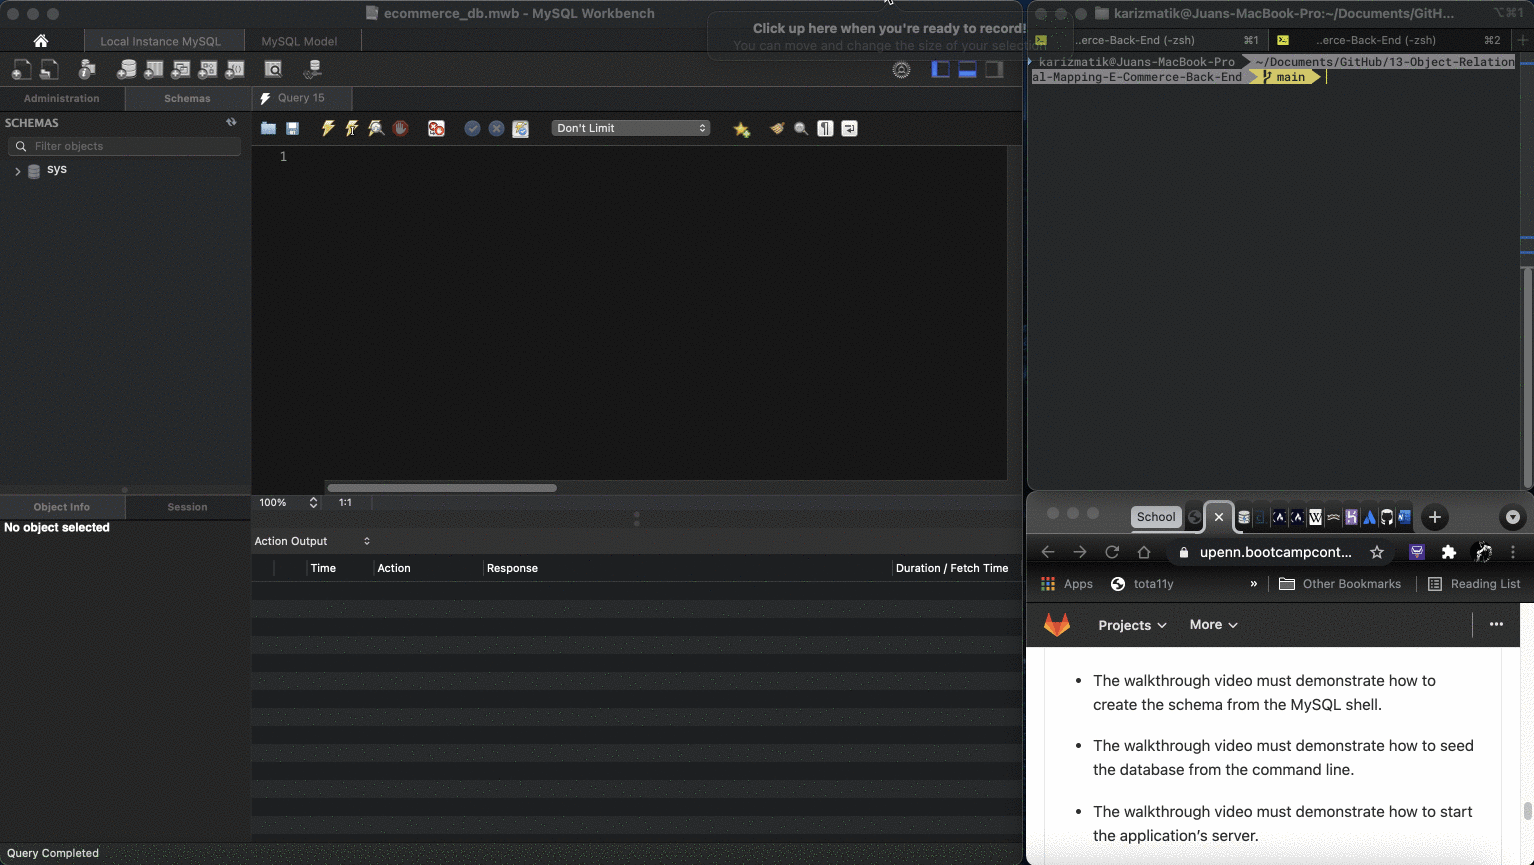 ecommerce_db.mwb - MySQL Workbench
Local Instance MySQL
MySQL Model
Click up here when you're ready to record!
You can move and change the size of your selection
Administration
Schemas
Query 15
SCHEMAS
Filter objects
sys
Don't Limit
1
100%
1:1
Object Info
Session
No object selected
Action Output
Time
Action
Response
Duration / Fetch Time
Query Completed
karizmatik@Juans-MacBook-Pro:~/Documents/GitH...
⌥⌘1
..erce-Back-End (-zsh)
⌘1
..erce-Back-End (-zsh)
⌘2
karizmatik@Juans-MacBook-Pro ~/Documents/GitHub/13-Object-Relation
al-Mapping-E-Commerce-Back-End main
School
upenn.bootcampcont...
Apps
tota11y
»
Other Bookmarks
Reading List
Projects
More
• The walkthrough video must demonstrate how to
create the schema from the MySQL shell.
• The walkthrough video must demonstrate how to seed
the database from the command line.
• The walkthrough video must demonstrate how to start
the application's server.